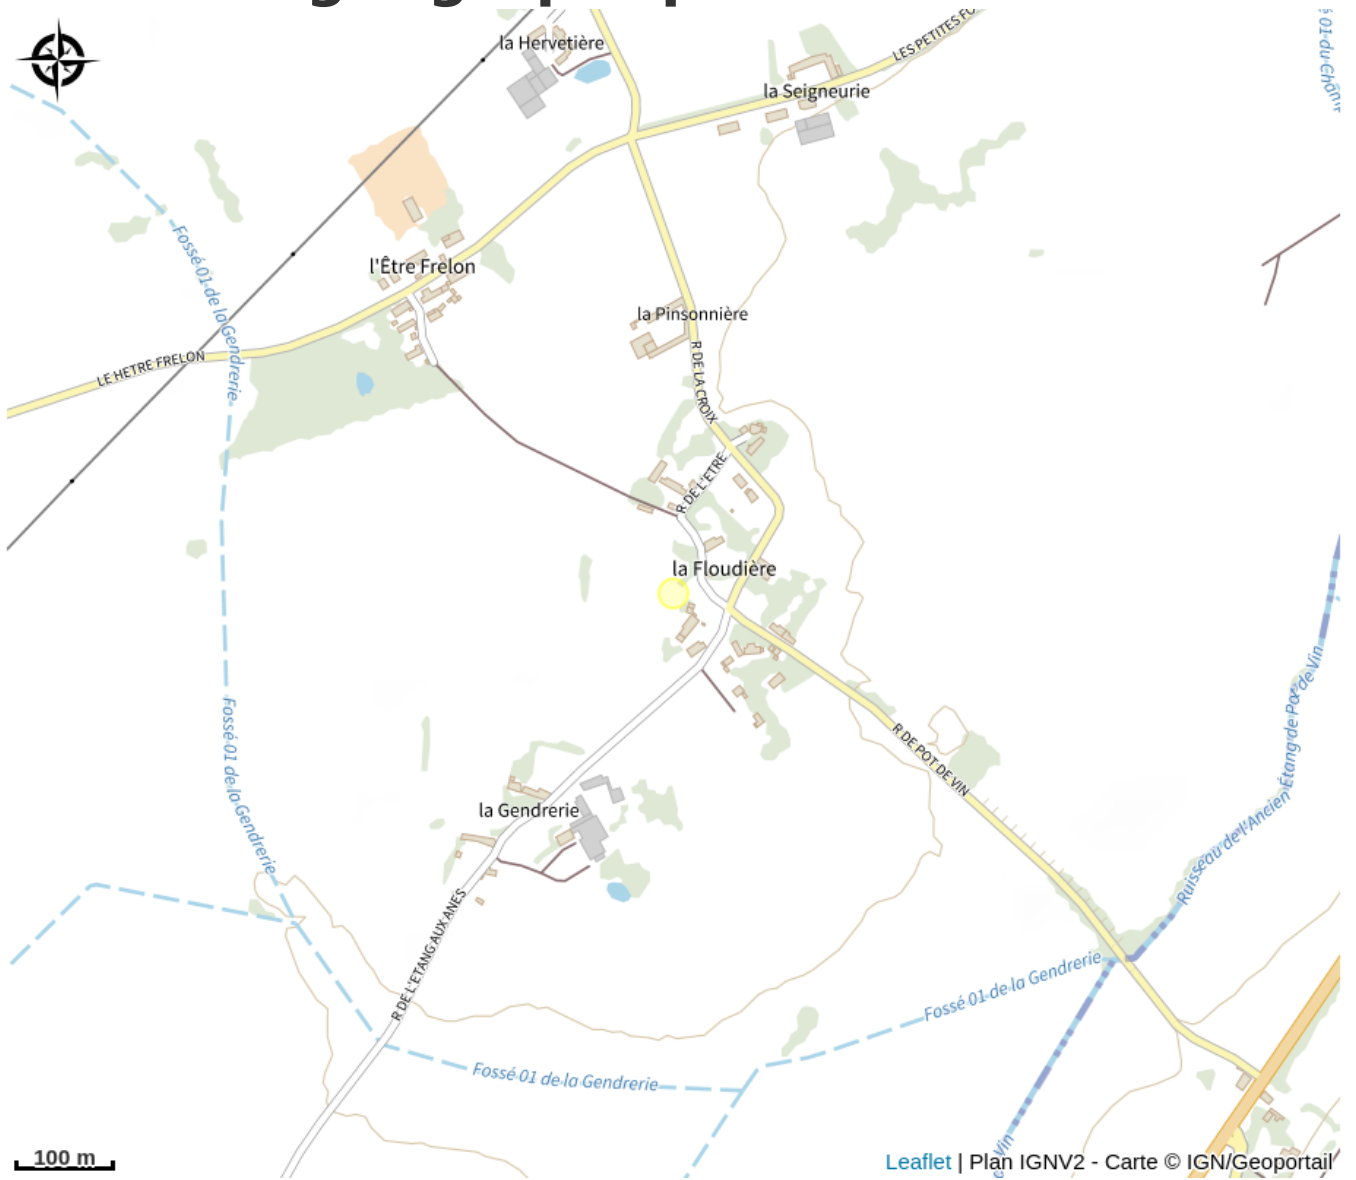 la Hervetière
LES PETITES FO
la Seigneurie
Fossé 01 de la Gendrerie
l'Être Frelon
la Pinsonnière
LE HETRE FRELON
R DE LA CROIX
R DE L'ETRE
la Floudière
Fossé 01 de la Gendrerie
R DE POT DE VIN
Ruisseau de l'Ancien Étang de Pot de Vin
la Gendrerie
R DE L'ETANG AUX ANES
Fossé 01 de la Gendrerie
Fossé 01 de la Gendrerie
Vin
100 m
Leaflet | Plan IGNV2 - Carte © IGN/Geoportail